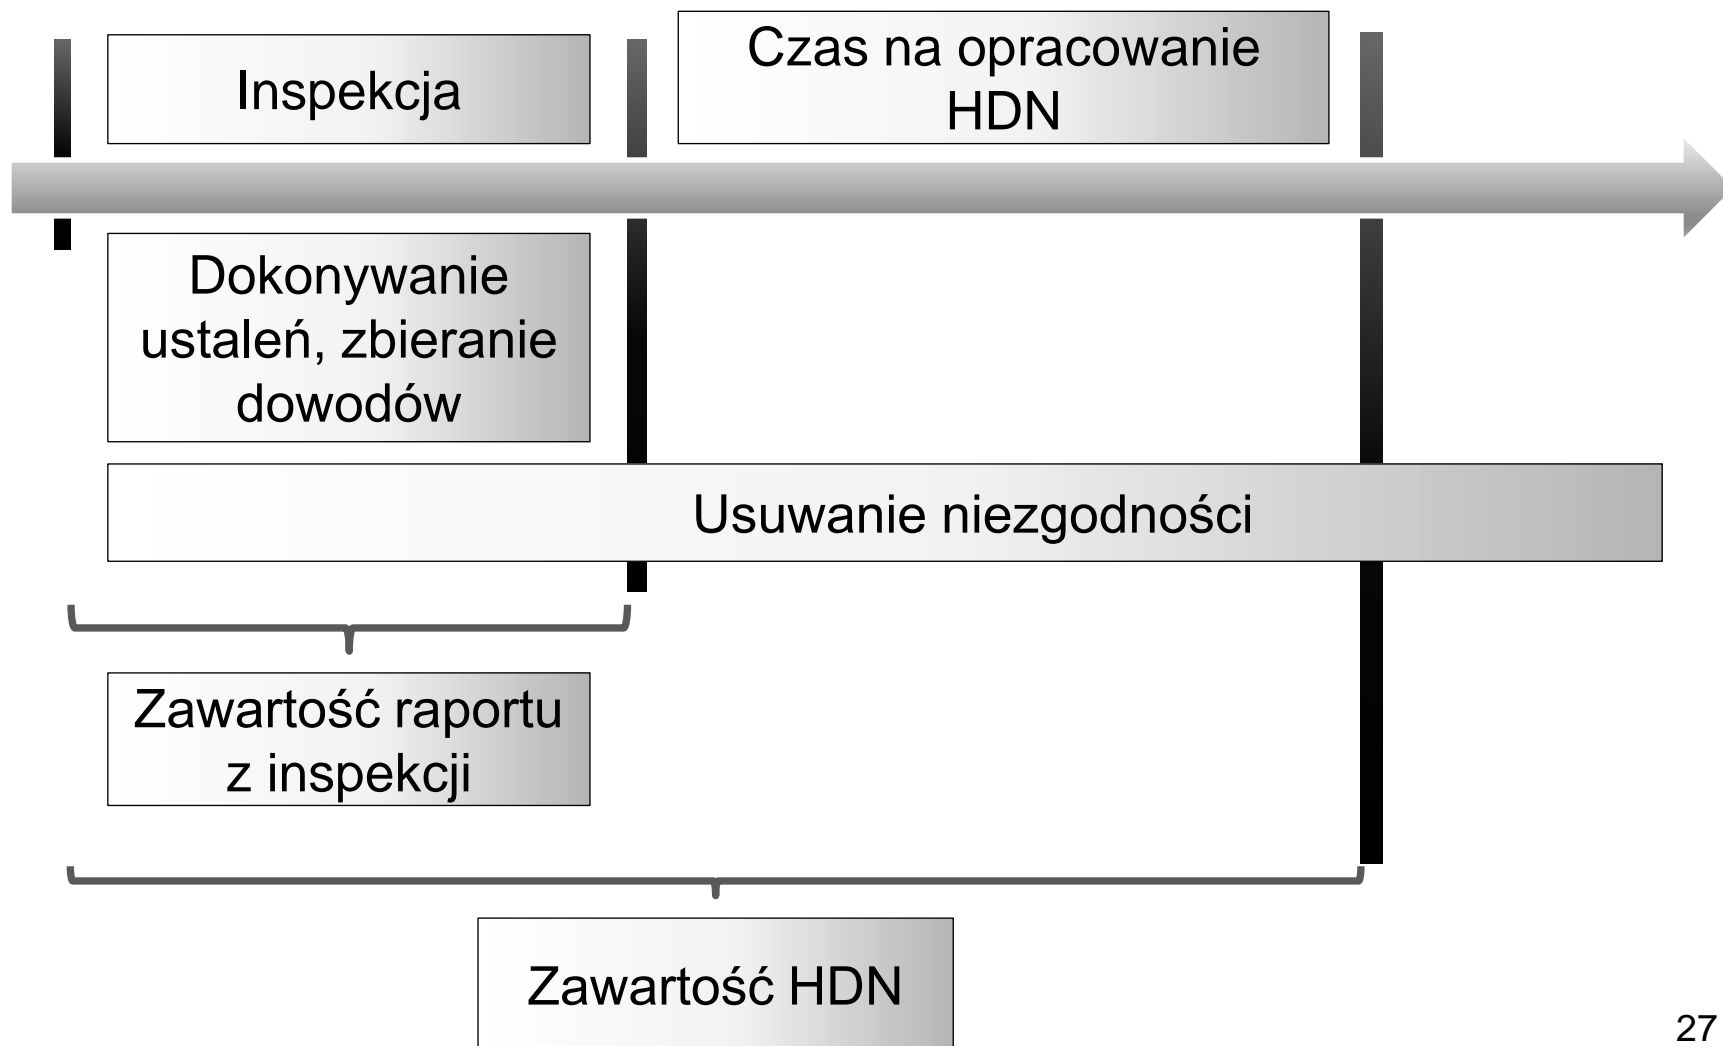 Inspekcja
Czas na opracowanie
HDN
Dokonywanie
ustaleń, zbieranie
dowodów
Usuwanie niezgodności
Zawartość raportu
z inspekcji
Zawartość HDN
27